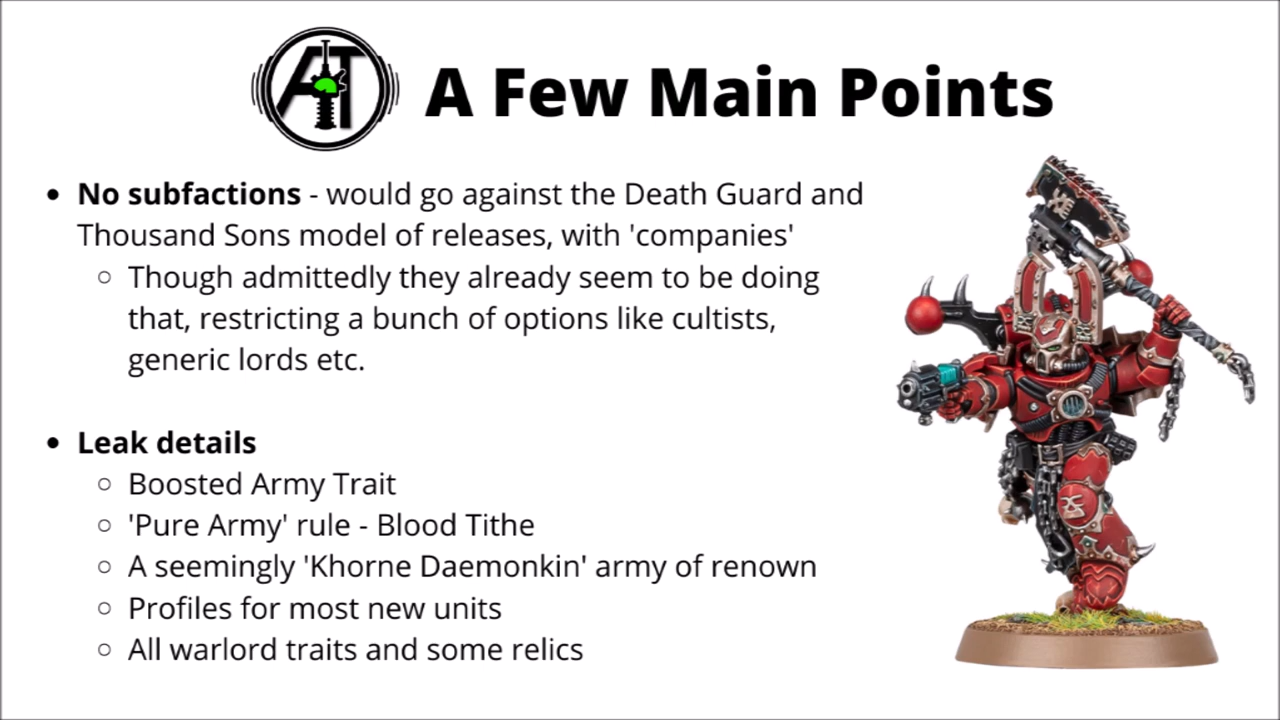 AT
A Few Main Points
• No subfactions - would go against the Death Guard and
Thousand Sons model of releases, with 'companies'
○ Though admittedly they already seem to be doing
that, restricting a bunch of options like cultists,
generic lords etc.
• Leak details
○ Boosted Army Trait
○ 'Pure Army' rule - Blood Tithe
○ A seemingly 'Khorne Daemonkin' army of renown
○ Profiles for most new units
○ All warlord traits and some relics